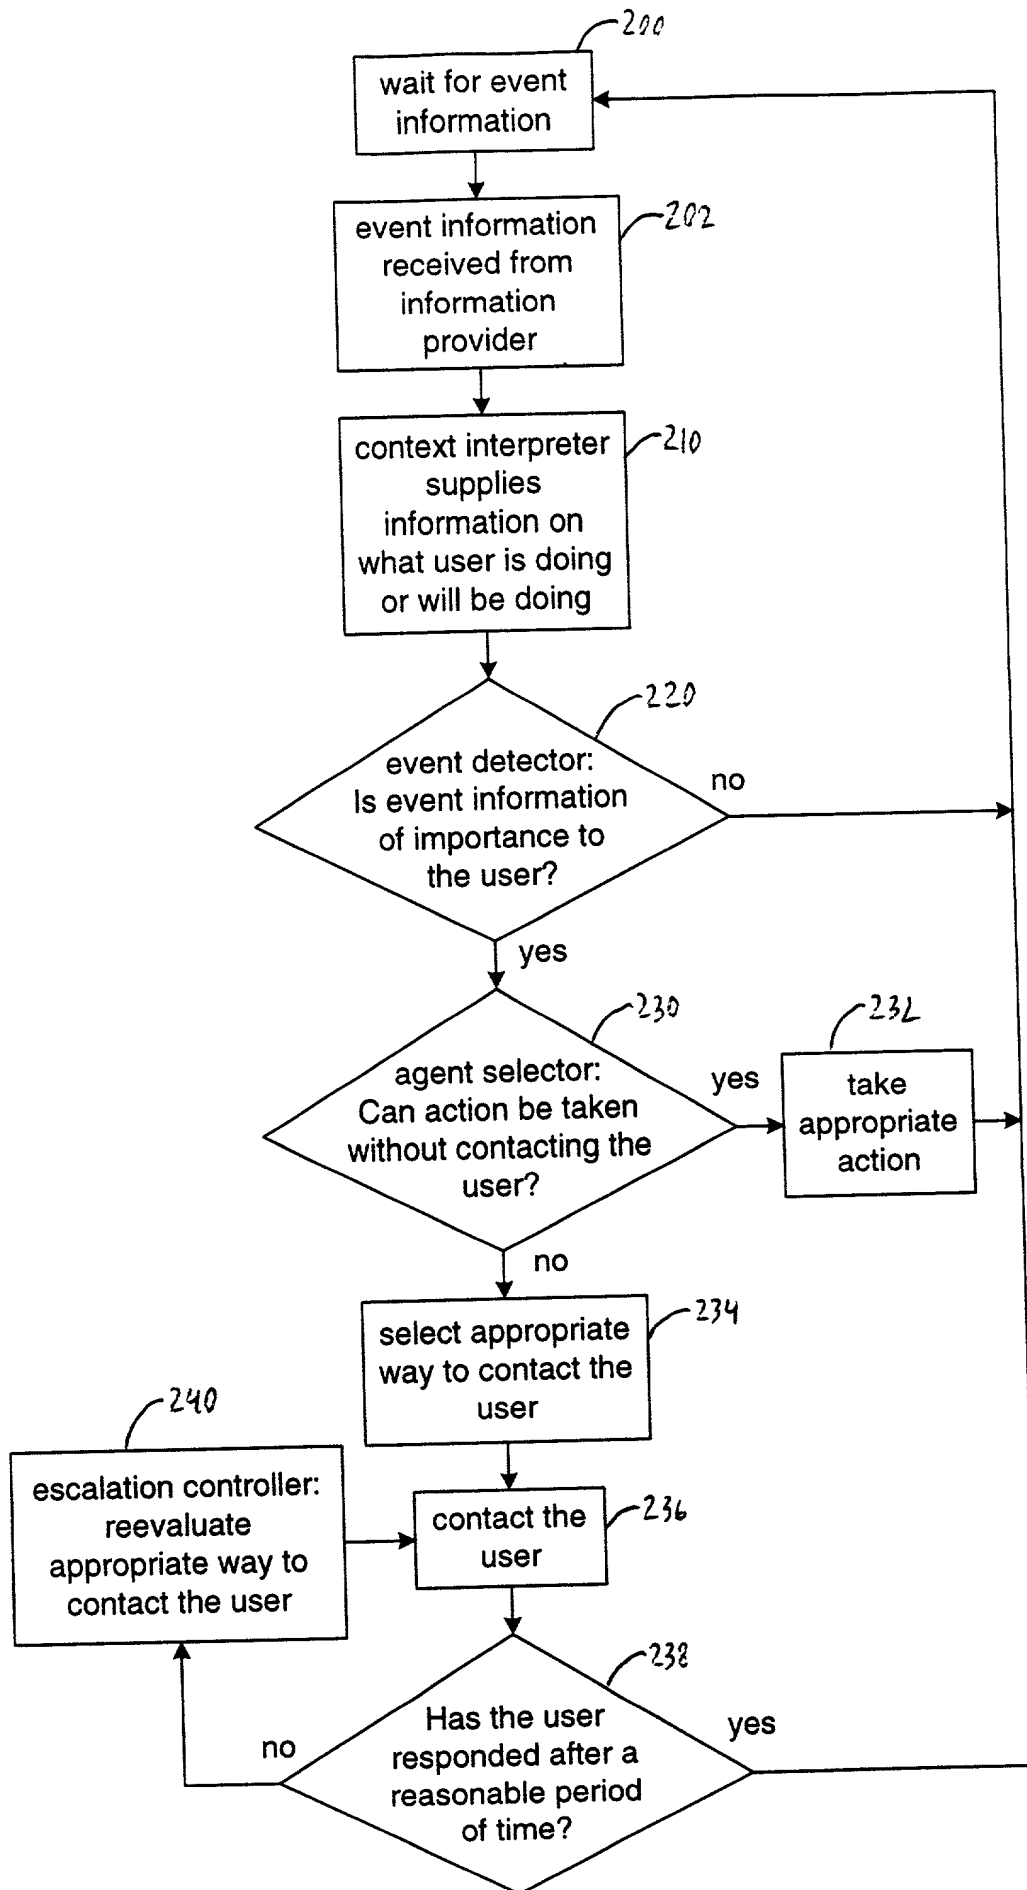 200
wait for event
information
202
event information
received from
information
provider
210
context interpreter
supplies
information on
what user is doing
or will be doing
220
event detector:
Is event information
of importance to
the user?
no
yes
230
agent selector:
Can action be taken
without contacting the
user?
yes
232
take
appropriate
action
no
234
select appropriate
way to contact the
user
240
escalation controller:
reevaluate
appropriate way to
contact the user
236
contact the
user
238
Has the user
responded after a
reasonable period
of time?
no
yes